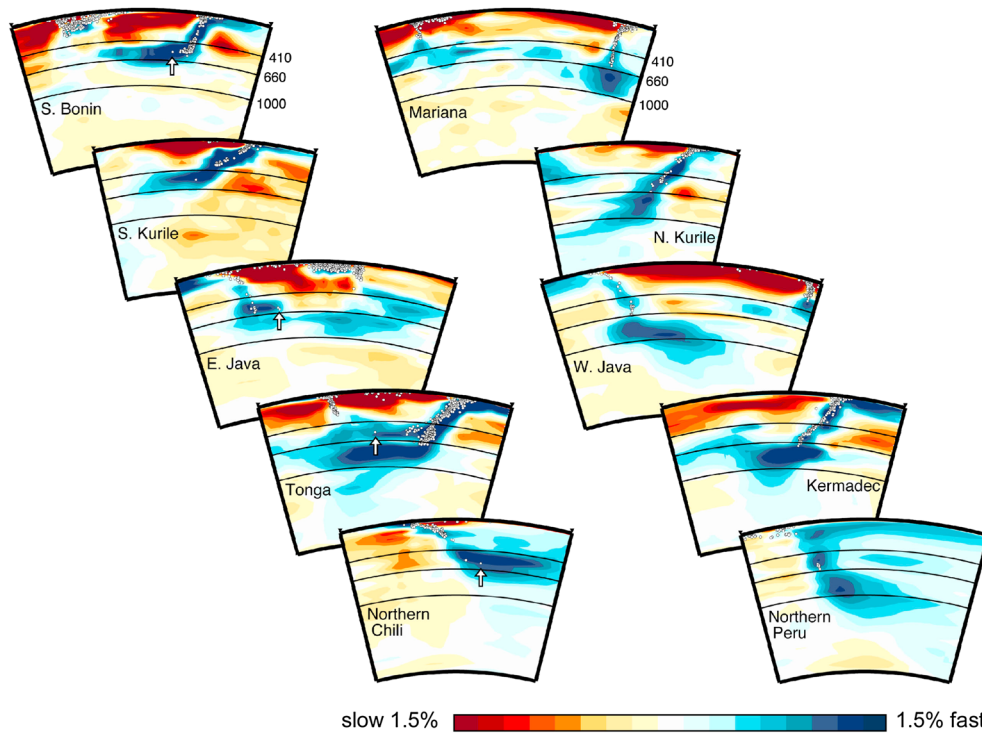 410
660
1000
S. Bonin
410
660
1000
Mariana
S. Kurile
N. Kurile
E. Java
W. Java
Tonga
Kermadec
Northern
Chili
Northern
Peru
slow 1.5%
1.5% fast